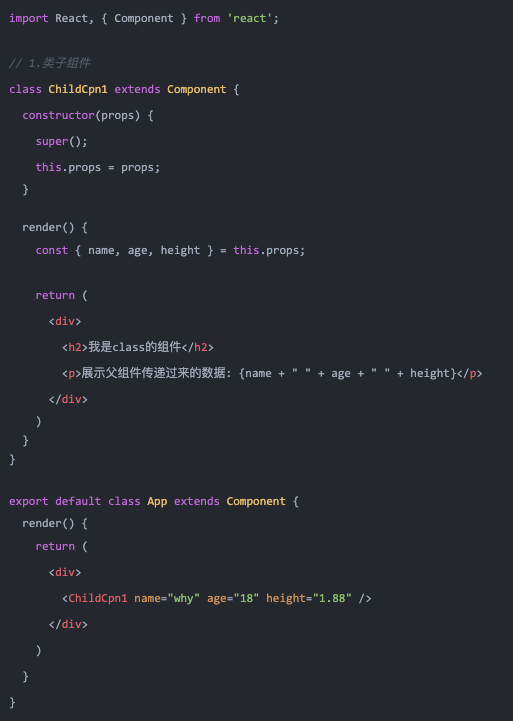 import React, { Component } from 'react';
// 1.类子组件
class ChildCpn1 extends Component {
constructor(props) {
super();
this.props = props;
}
render() {
const { name, age, height } = this.props;
return (
<div>
<h2>我是class的组件</h2>
<p>展示父组件传递过来的数据: {name + " " + age + " " + height}</p>
</div>
)
}
}
export default class App extends Component {
render() {
return (
<div>
<ChildCpn1 name="why" age="18" height="1.88" />
</div>
)
}
}